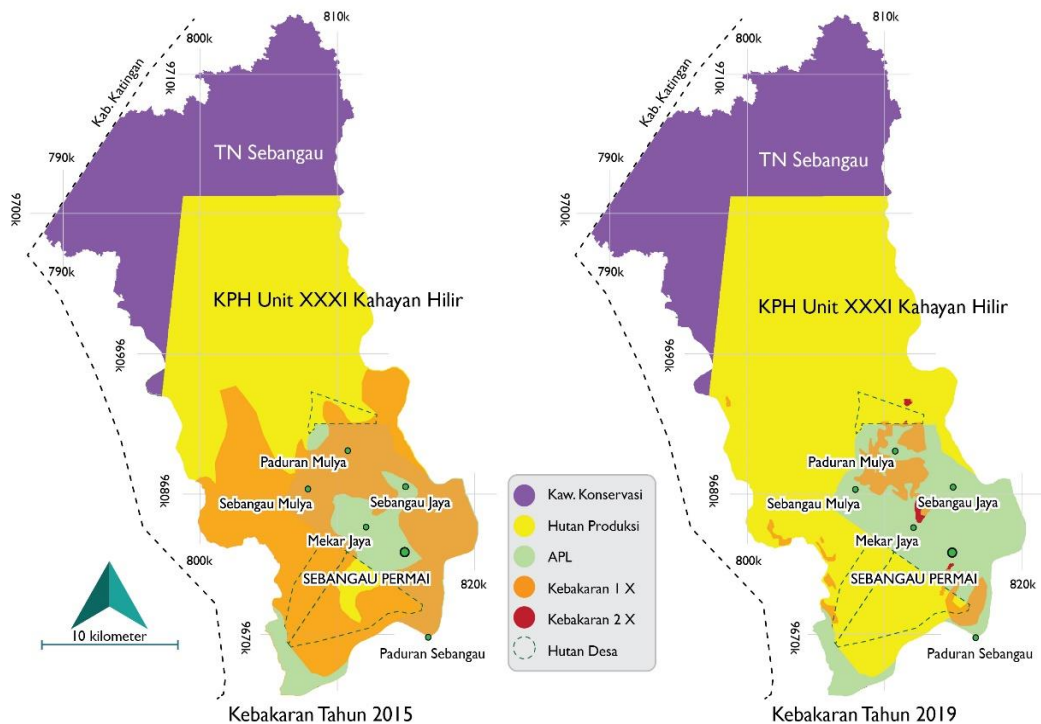 810k
800k
9710k
Kab. Katingan
TN Sebangau
790k
9700k
790k
KPH Unit XXXI Kahayan Hilir
9690k
Paduran Mulya
9680k
Sebangau Mulya
Sebangau Jaya
Mekar Jaya
800k
SEBANGAU PERMAI
820k
10 kilometer
9670k
Paduran Sebangau
Kebakaran Tahun 2015
Kaw. Konservasi
Hutan Produksi
APL
Kebakaran 1 X
Kebakaran 2 X
Hutan Desa
810k
800k
9710k
Kab. Katingan
TN Sebangau
790k
9700k
790k
KPH Unit XXXI Kahayan Hilir
9690k
Paduran Mulya
9680k
Sebangau Mulya
Sebangau Jaya
Mekar Jaya
800k
SEBANGAU PERMAI
820k
9670k
Paduran Sebangau
Kebakaran Tahun 2019